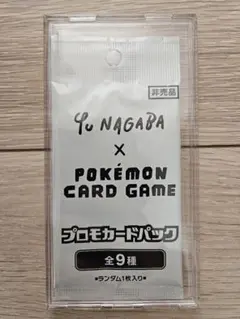 非売品
YU NAGABA
×
POKÉMON
CARD GAME
プロモカードパック
全9種
*ランダム1枚入り*